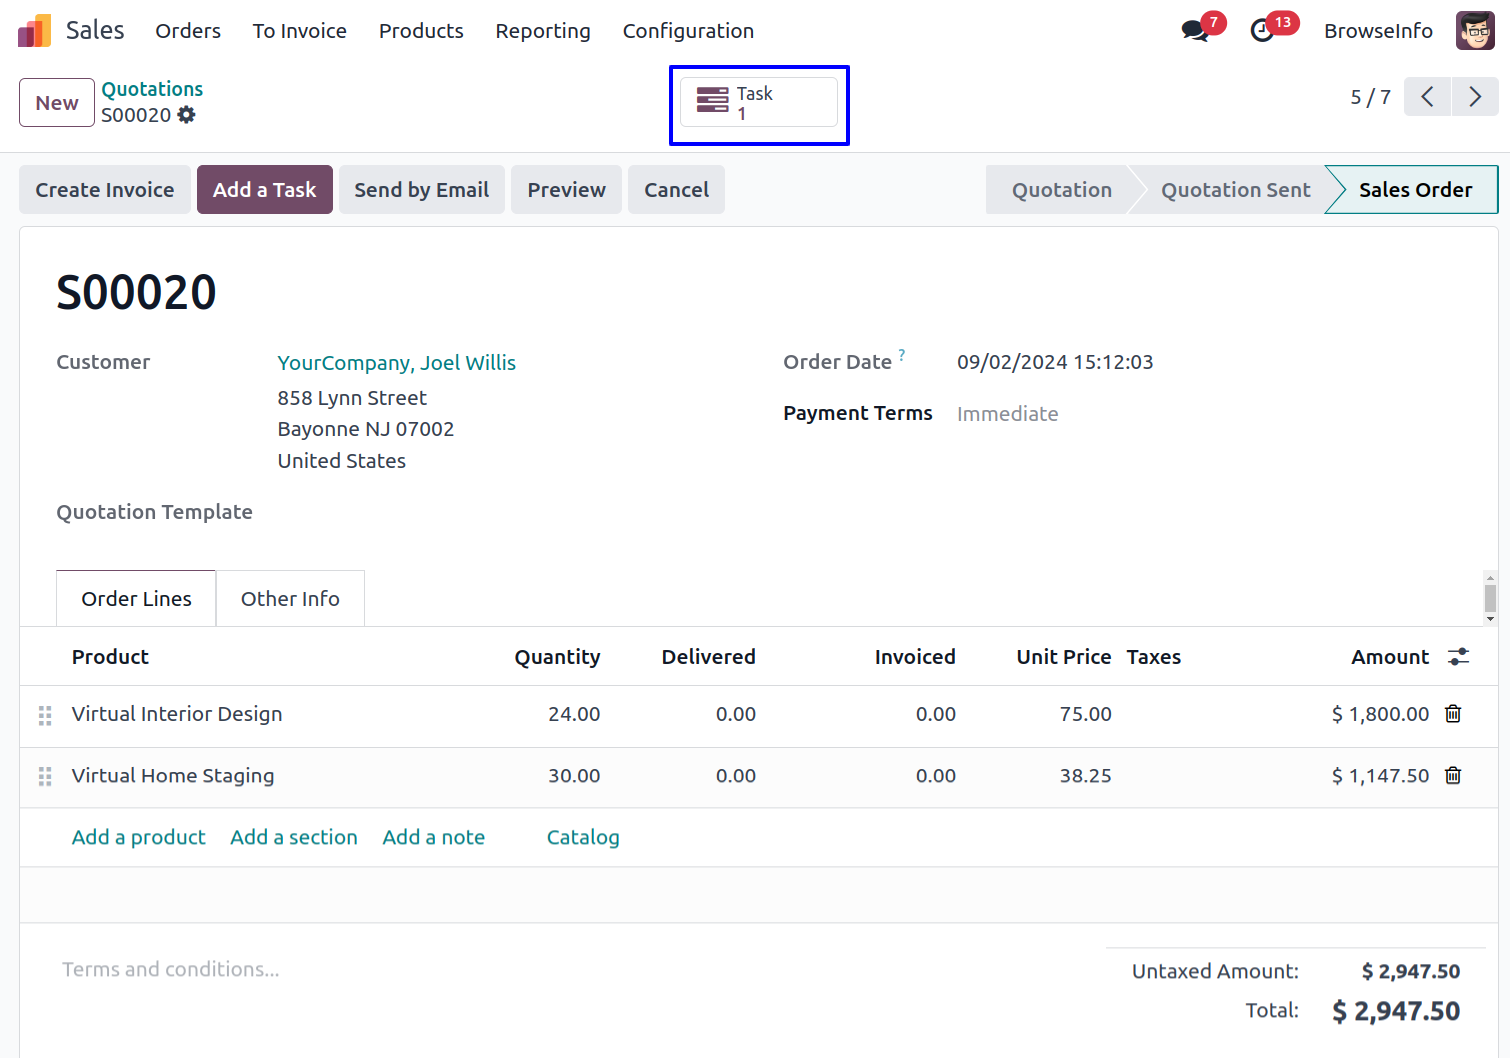 Sales Orders To Invoice Products Reporting Configuration 7 13 BrowseInfo
New Quotations
S00020
Task
1
5 / 7
Create Invoice Add a Task Send by Email Preview Cancel Quotation Quotation Sent Sales Order
S00020
Customer YourCompany, Joel Willis
858 Lynn Street
Bayonne NJ 07002
United States
Order Date ? 09/02/2024 15:12:03
Payment Terms Immediate
Quotation Template
Order Lines Other Info
Product Quantity Delivered Invoiced Unit Price Taxes Amount
Virtual Interior Design 24.00 0.00 0.00 75.00 $ 1,800.00
Virtual Home Staging 30.00 0.00 0.00 38.25 $ 1,147.50
Add a product Add a section Add a note Catalog
Terms and conditions...
Untaxed Amount: $ 2,947.50
Total: $ 2,947.50